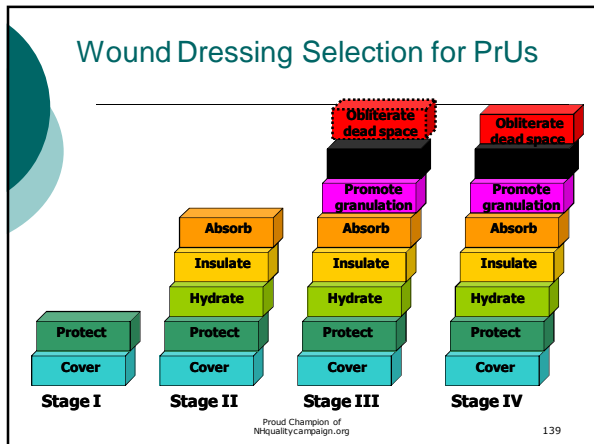 Wound Dressing Selection for PrUs
Obliterate
dead space
Obliterate
dead space
Promote
granulation
Promote
granulation
Absorb
Absorb
Absorb
Insulate
Insulate
Insulate
Hydrate
Hydrate
Hydrate
Protect
Protect
Protect
Protect
Cover
Cover
Cover
Cover
Stage I
Stage II
Stage III
Stage IV
Proud Champion of
NHqualitycampaign.org
139